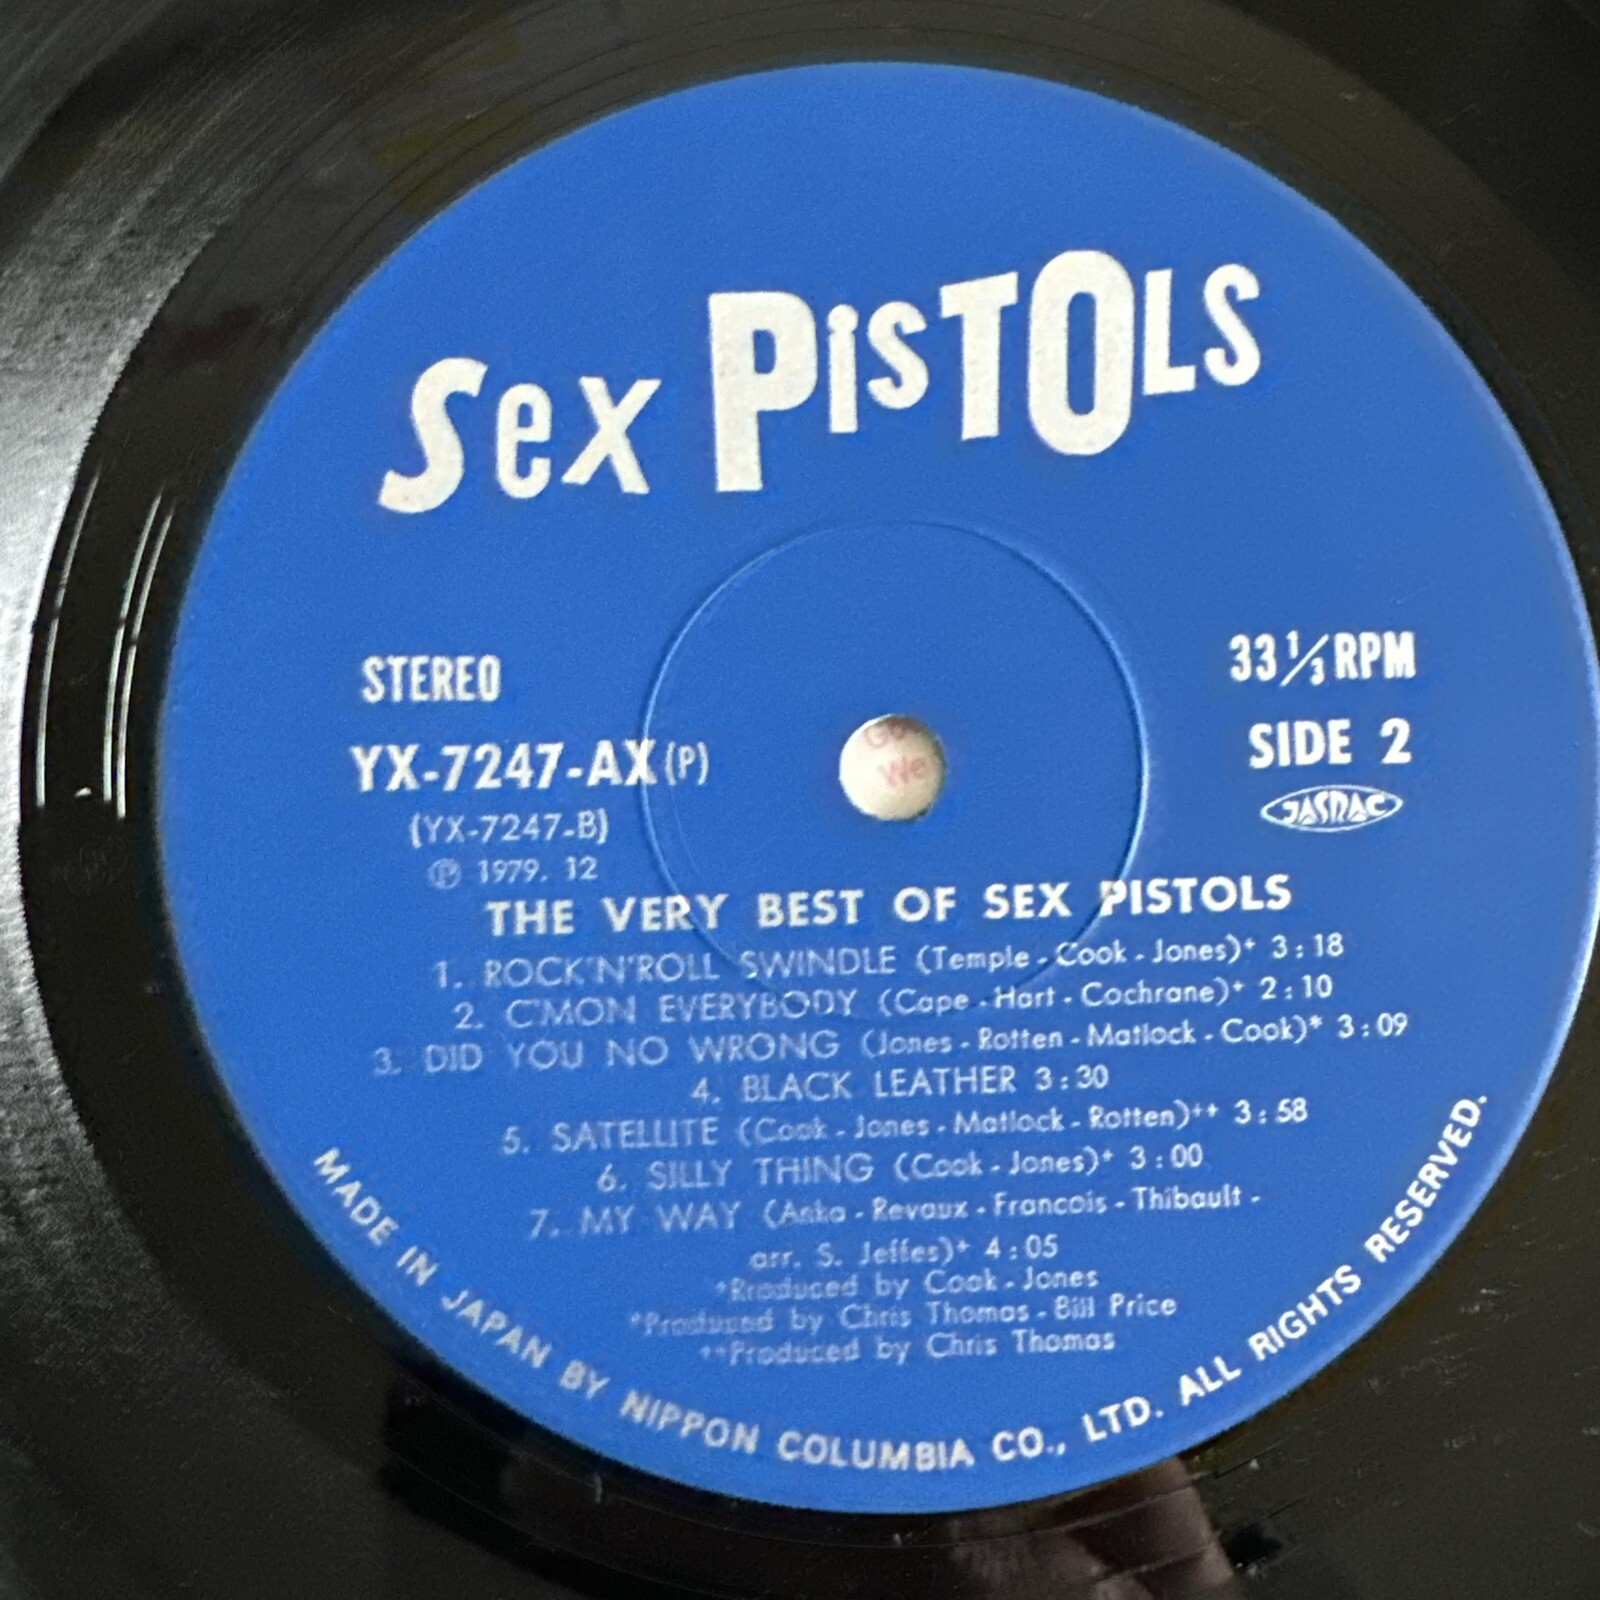 Sex PisTOLS
STEREO
33 1/3 RPM
YX-7247-AX (P)
SIDE 2
(YX-7247-B)
JASRAC
Ⓟ 1979. 12
THE VERY BEST OF SEX PISTOLS
1. ROCK'N'ROLL SWINDLE (Temple - Cook - Jones)+ 3 : 18
2. C'MON EVERYBODY (Cape - Hart - Cochrane)+ 2 : 10
3. DID YOU NO WRONG (Jones - Rotten - Matlock - Cook)* 3 : 09
4. BLACK LEATHER 3 : 30
5. SATELLITE (Cook - Jones - Matlock - Rotten)++ 3 : 58
6. SILLY THING (Cook - Jones)+ 3 : 00
7. MY WAY (Anka - Revaux - Francois - Thibault -
arr. S. Jeffes)+ 4 : 05
+Produced by Cook - Jones
*Produced by Chris Thomas - Bill Price
++Produced by Chris Thomas
MADE IN JAPAN BY NIPPON COLUMBIA CO., LTD. ALL RIGHTS RESERVED.
We